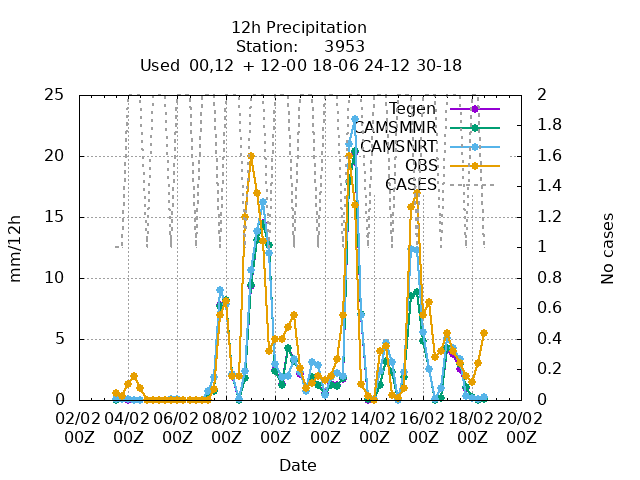 12h Precipitation
Station: 3953
Used 00,12 + 12-00 18-06 24-12 30-18
25
20
15
10
5
0
mm/12h
2
1.8
1.6
1.4
1.2
1
0.8
0.6
0.4
0.2
0
No cases
Tegen
CAMSMMR
CAMSNRT
OBS
CASES
02/02 04/02 06/02 08/02 10/02 12/02 14/02 16/02 18/02 20/02
00Z 00Z 00Z 00Z 00Z 00Z 00Z 00Z 00Z 00Z
Date